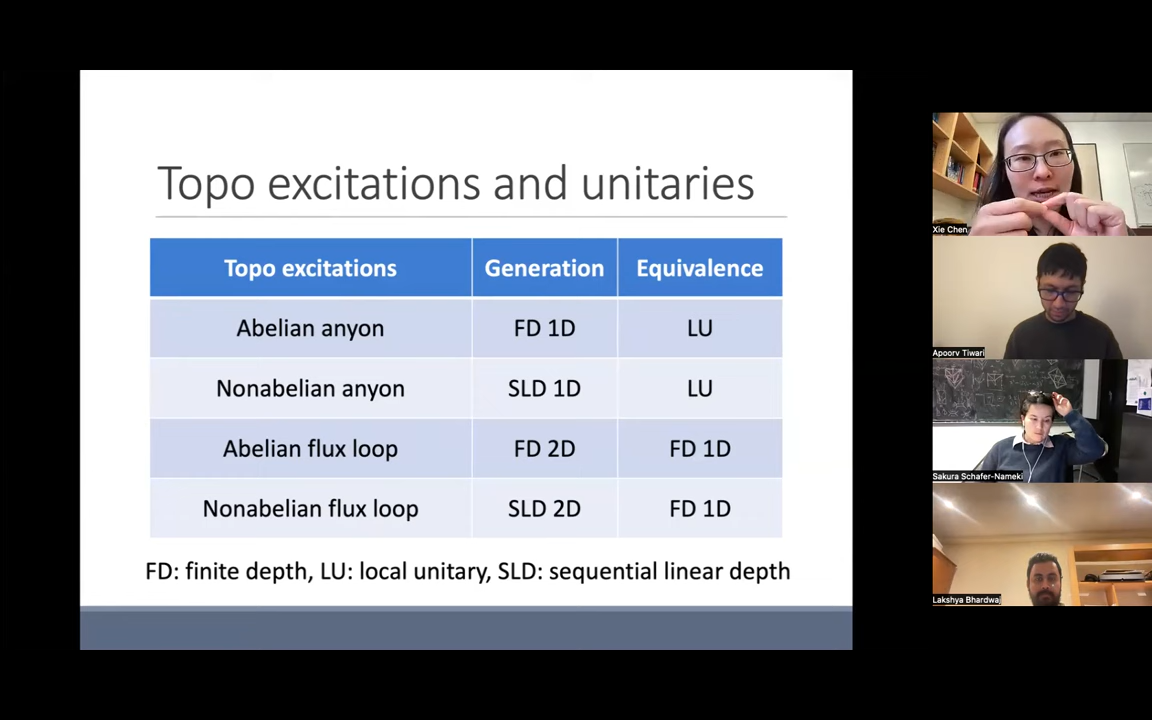 Topo excitations and unitaries
Topo excitations Generation Equivalence
Abelian anyon FD 1D LU
Nonabelian anyon SLD 1D LU
Abelian flux loop FD 2D FD 1D
Nonabelian flux loop SLD 2D FD 1D
FD: finite depth, LU: local unitary, SLD: sequential linear depth
Xie Chen
Apoorv Tiwari
Sakura Schafer-Nameki
Lakshya Bhardwaj